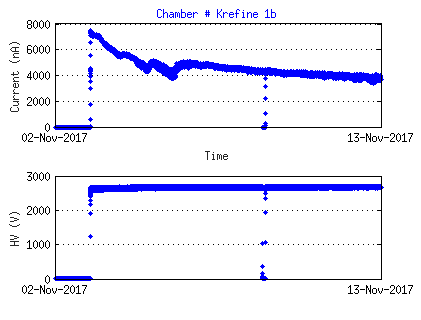 Chamber # Krefine 1b
Current (nA)
8000
6000
4000
2000
0
02-Nov-2017 13-Nov-2017
Time
HV (V)
3000
2000
1000
0
02-Nov-2017 13-Nov-2017